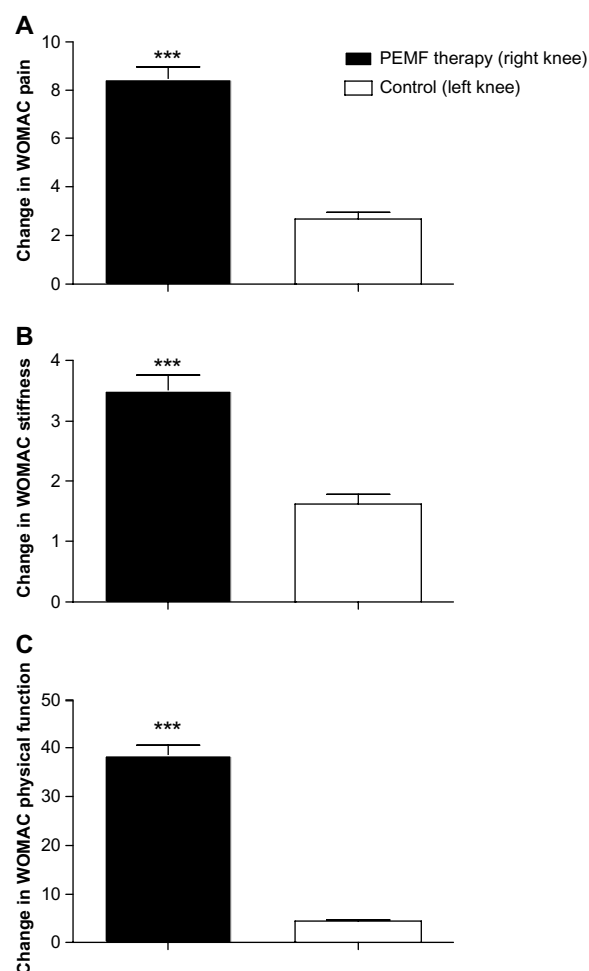 A
Change in WOMAC pain
10
8
6
4
2
0
***
PEMF therapy (right knee)
Control (left knee)
B
Change in WOMAC stiffness
4
3
2
1
0
***
C
Change in WOMAC physical function
50
40
30
20
10
0
***